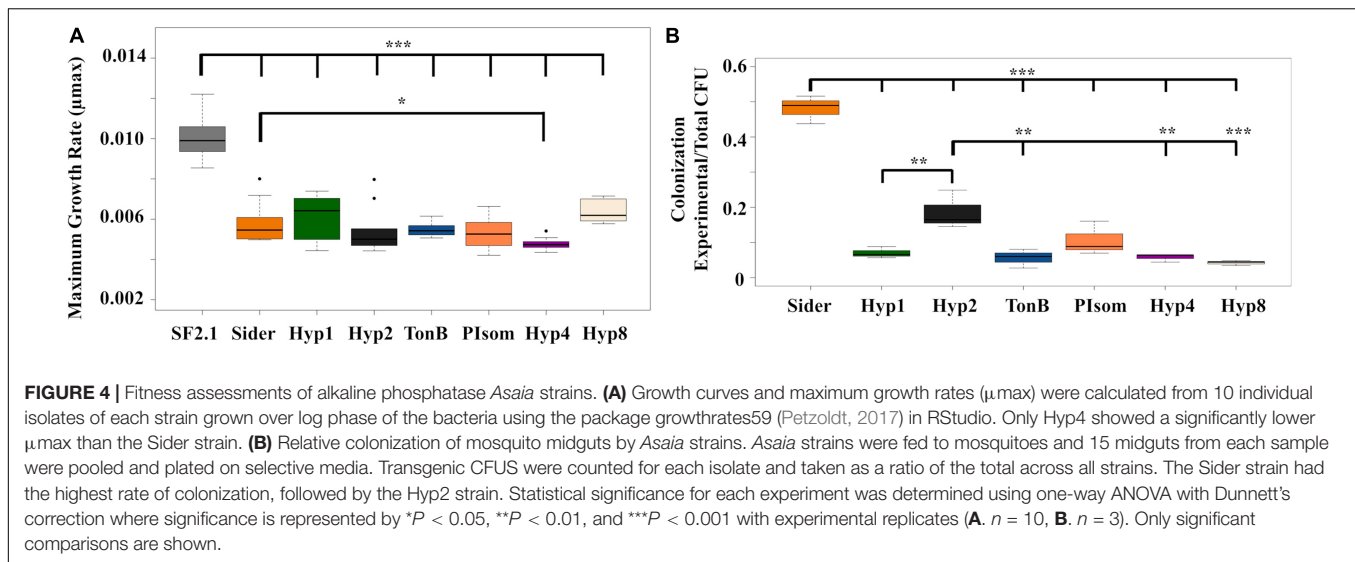 A
Maximum Growth Rate (µmax)
0.014
0.010
0.006
0.002
***
*
SF2.1 Sider Hyp1 Hyp2 TonB PIsom Hyp4 Hyp8
B
Colonization
Experimental/Total CFU
0.6
0.4
0.2
0
***
** ** ***
**
Sider Hyp1 Hyp2 TonB PIsom Hyp4 Hyp8
FIGURE 4 | Fitness assessments of alkaline phosphatase Asaia strains. (A) Growth curves and maximum growth rates (µmax) were calculated from 10 individual
isolates of each strain grown over log phase of the bacteria using the package growthrates59 (Petzoldt, 2017) in RStudio. Only Hyp4 showed a significantly lower
µmax than the Sider strain. (B) Relative colonization of mosquito midguts by Asaia strains. Asaia strains were fed to mosquitoes and 15 midguts from each sample
were pooled and plated on selective media. Transgenic CFUS were counted for each isolate and taken as a ratio of the total across all strains. The Sider strain had
the highest rate of colonization, followed by the Hyp2 strain. Statistical significance for each experiment was determined using one-way ANOVA with Dunnett's
correction where significance is represented by *P < 0.05, **P < 0.01, and ***P < 0.001 with experimental replicates (A. n = 10, B. n = 3). Only significant
comparisons are shown.